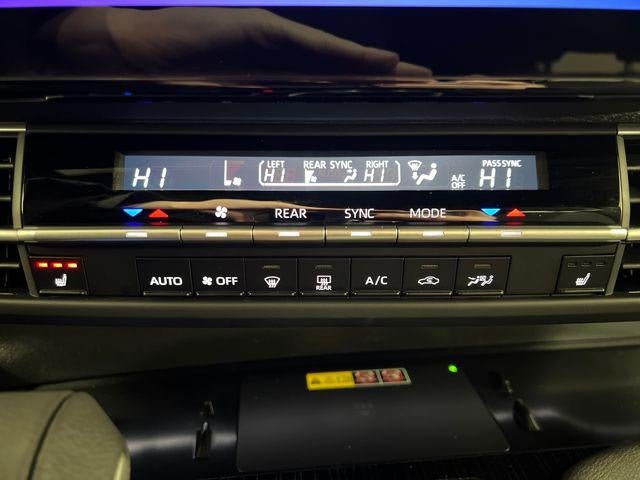 HI
LEFT
HI
REAR SYNC
RIGHT
HI
A/C
OFF
PASS SYNC
HI
REAR
SYNC
MODE
AUTO
OFF
REAR
A/C